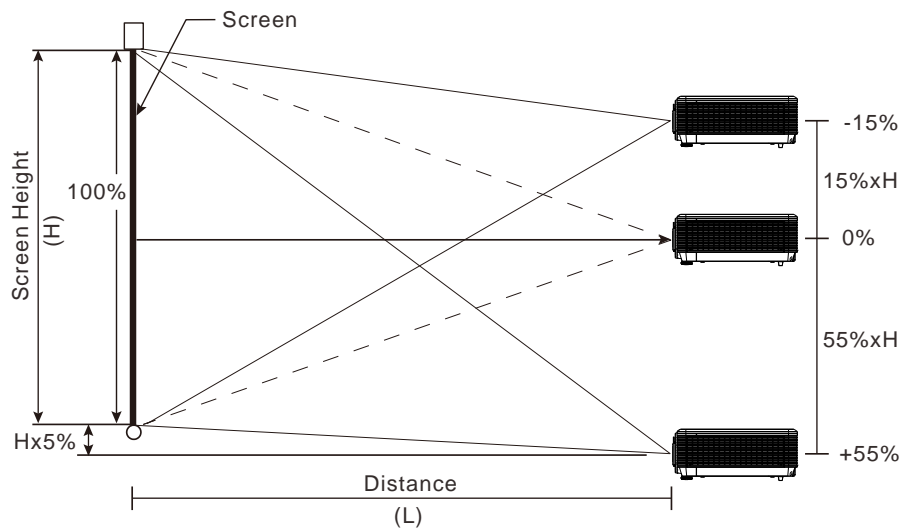 Screen
-15%
15%xH
100%
Screen Height
(H)
0%
55%xH
Hx5%
+55%
Distance
(L)